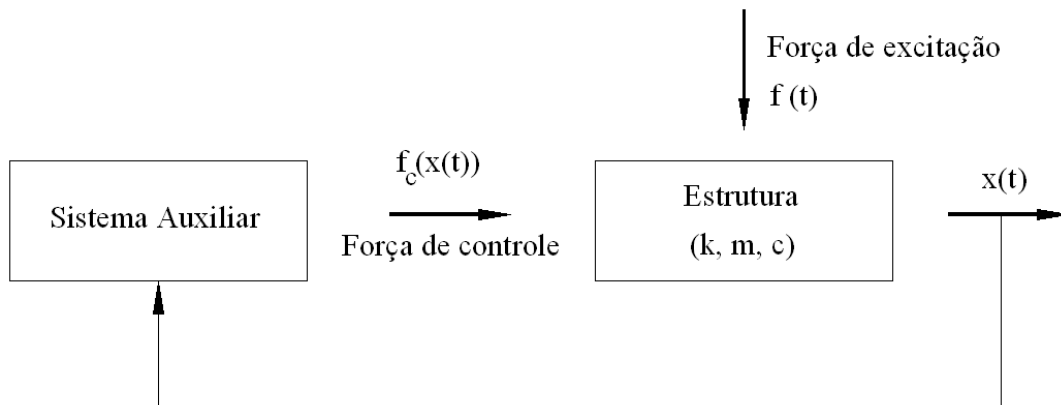 Força de excitação
f (t)
f_c(x(t))
Sistema Auxiliar
Força de controle
Estrutura
(k, m, c)
x(t)